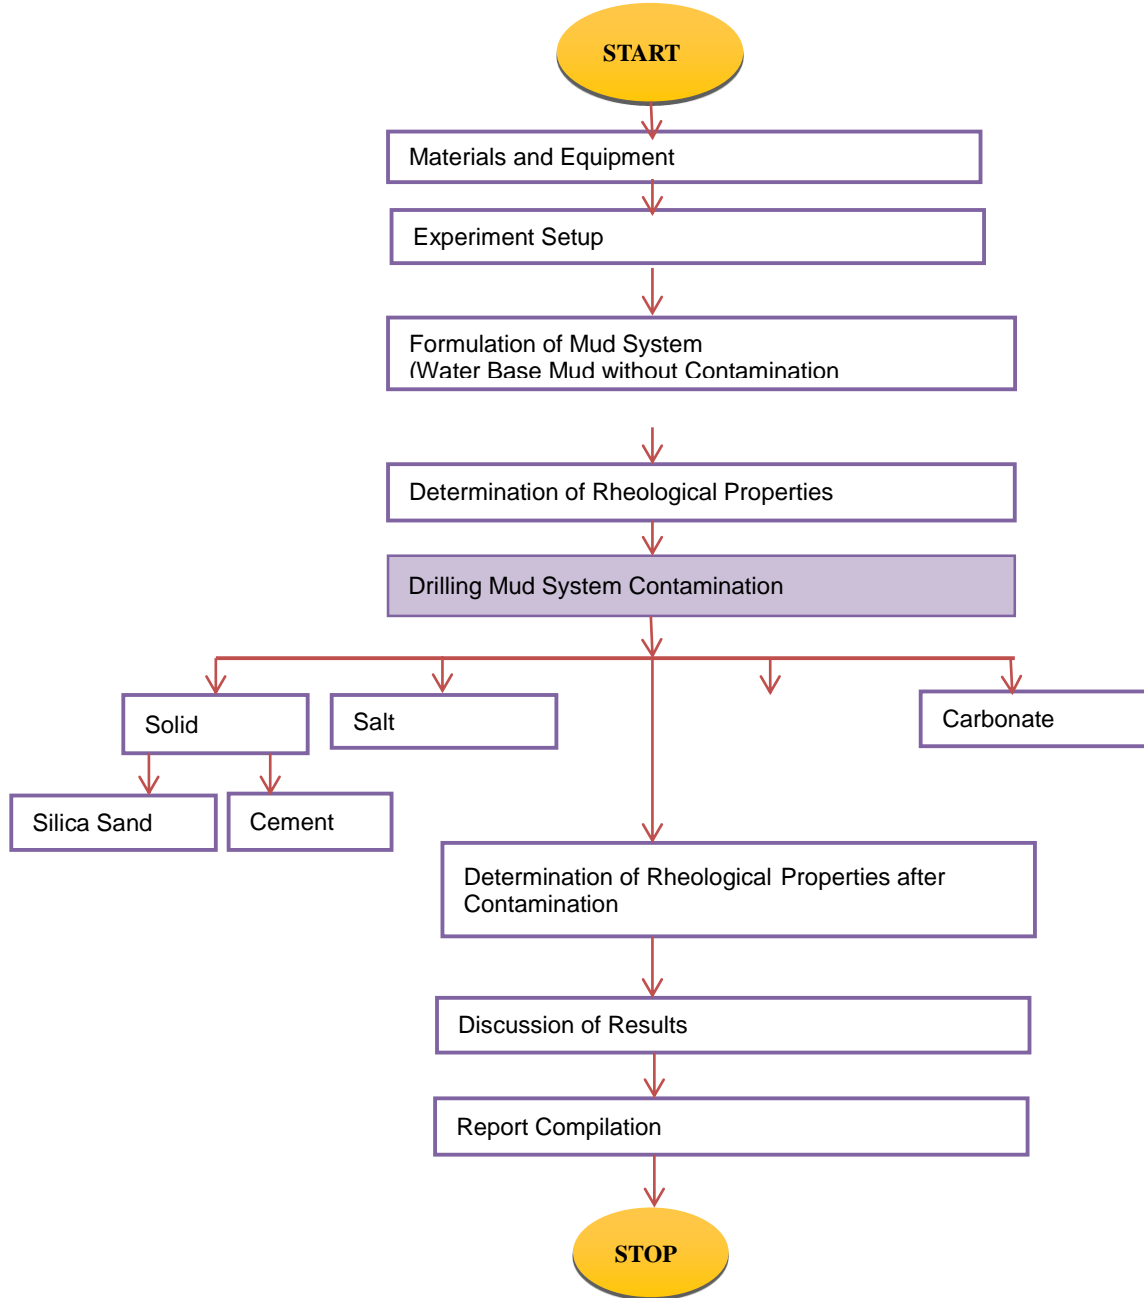 START
Materials and Equipment
Experiment Setup
Formulation of Mud System
(Water Base Mud without Contamination
Determination of Rheological Properties
Drilling Mud System Contamination
Solid
Salt
Carbonate
Silica Sand
Cement
Determination of Rheological Properties after
Contamination
Discussion of Results
Report Compilation
STOP